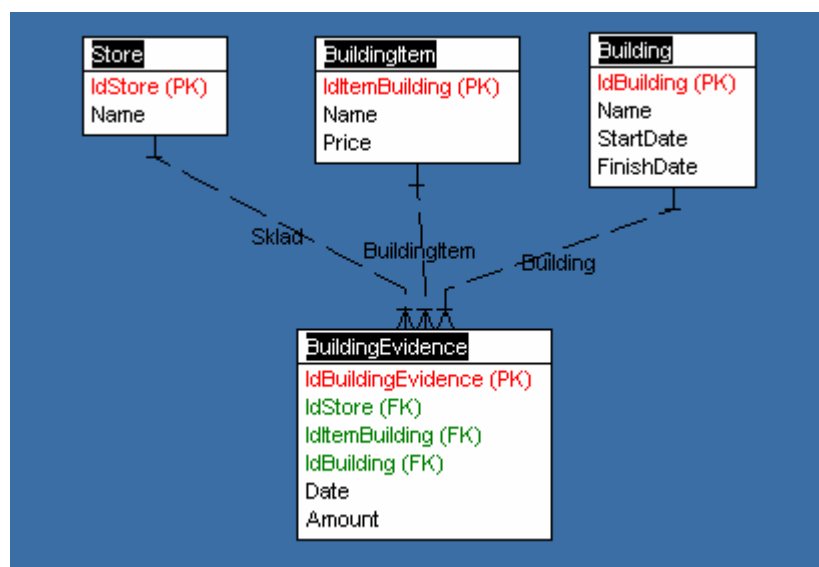 Store
IdStore (PK)
Name
BuildingItem
IdItemBuilding (PK)
Name
Price
Building
IdBuilding (PK)
Name
StartDate
FinishDate
Sklad
BuildingItem
Building
BuildingEvidence
IdBuildingEvidence (PK)
IdStore (FK)
IdItemBuilding (FK)
IdBuilding (FK)
Date
Amount